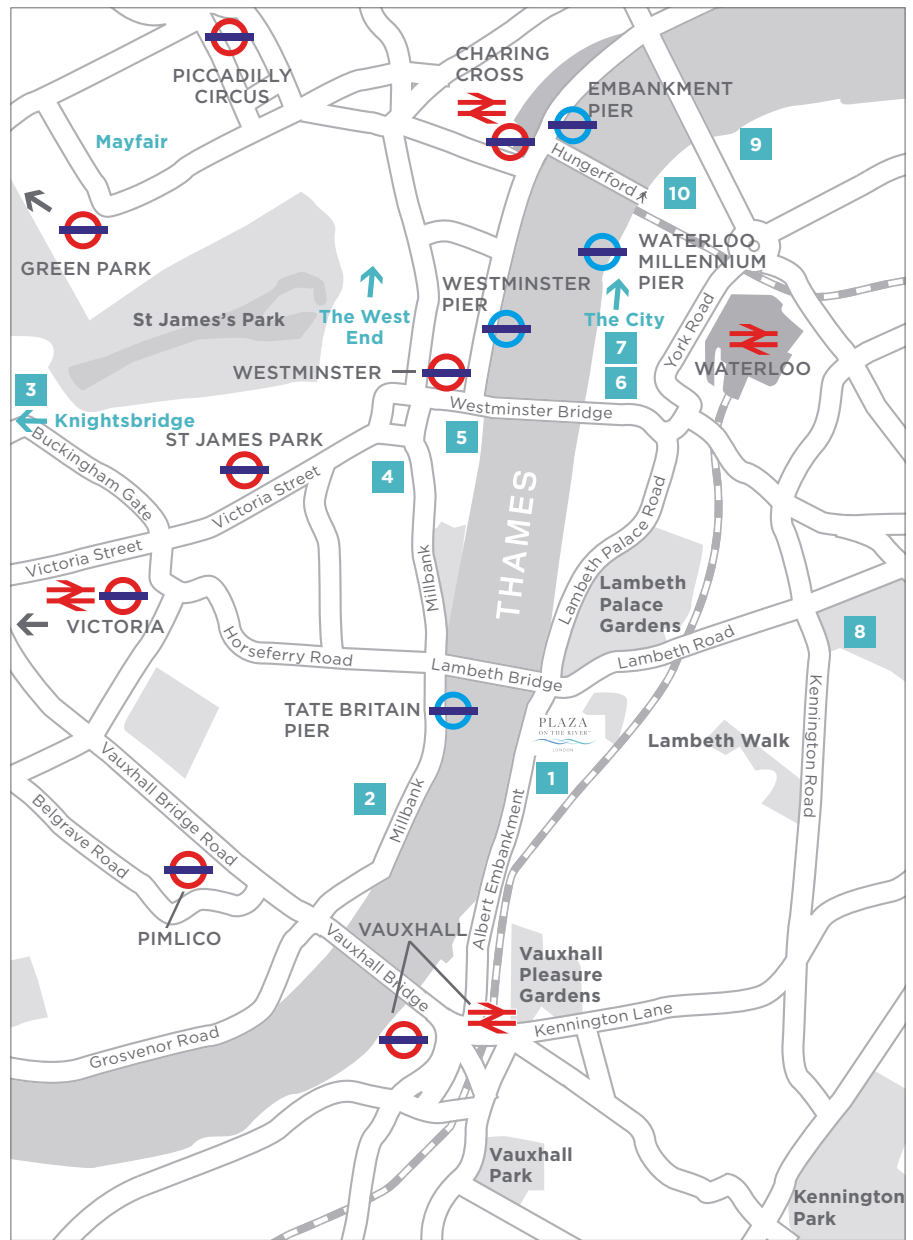 PICCADILLY
CIRCUS
CHARING
CROSS
EMBANKMENT
PIER
Mayfair
9
Hungerford
10
GREEN PARK
WATERLOO
MILLENNIUM
PIER
WESTMINSTER
PIER
St James's Park
The West
End
The City
York Road
7
WATERLOO
WESTMINSTER
6
3
Knightsbridge
Westminster Bridge
Buckingham Gate
ST JAMES PARK
5
4
Victoria Street
THAMES
Lambeth Palace Road
Victoria Street
Millbank
Lambeth
Palace
Gardens
VICTORIA
8
Horseferry Road
Lambeth Road
Lambeth Bridge
Kennington Road
TATE BRITAIN
PIER
PLAZA
ON THE RIVER
LONDON
Lambeth Walk
1
2
Vauxhall Bridge Road
Millbank
Belgrave Road
Albert Embankment
PIMLICO
VAUXHALL
Vauxhall Bridge
Vauxhall
Pleasure
Gardens
Kennington Lane
Grosvenor Road
Vauxhall
Park
Kennington
Park